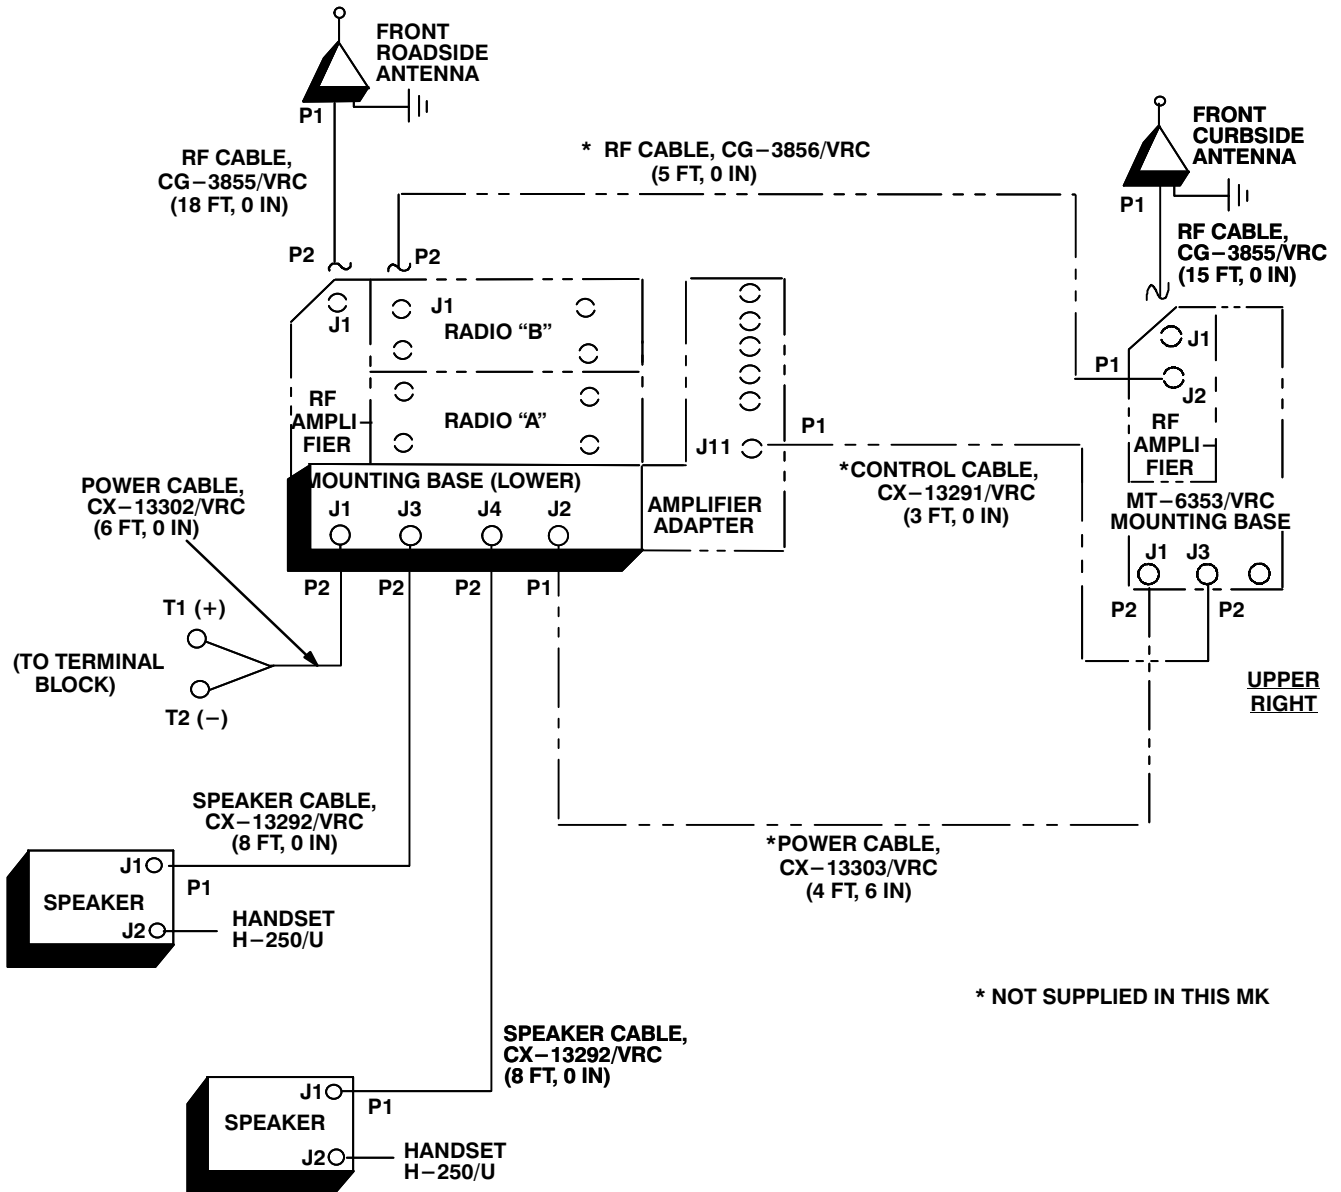 FRONT
ROADSIDE
ANTENNA
P1
RF CABLE,
CG-3855/VRC
(18 FT, 0 IN)
* RF CABLE, CG-3856/VRC
(5 FT, 0 IN)
FRONT
CURBSIDE
ANTENNA
P1
RF CABLE,
CG-3855/VRC
(15 FT, 0 IN)
P2
P2
J1
J1
RADIO "B"
RF
AMPLI-
FIER
RADIO "A"
J11
P1
*CONTROL CABLE,
CX-13291/VRC
(3 FT, 0 IN)
P1
J1
J2
RF
AMPLI-
FIER
MT-6353/VRC
MOUNTING BASE
J1 J3
P2
P2
UPPER
RIGHT
MOUNTING BASE (LOWER)
J1 J3 J4 J2
AMPLIFIER
ADAPTER
POWER CABLE,
CX-13302/VRC
(6 FT, 0 IN)
P2 P2 P2 P1
T1 (+)
(TO TERMINAL
BLOCK)
T2 (-)
SPEAKER CABLE,
CX-13292/VRC
(8 FT, 0 IN)
*POWER CABLE,
CX-13303/VRC
(4 FT, 6 IN)
J1
P1
SPEAKER
J2
HANDSET
H-250/U
* NOT SUPPLIED IN THIS MK
SPEAKER CABLE,
CX-13292/VRC
(8 FT, 0 IN)
J1
P1
SPEAKER
J2
HANDSET
H-250/U